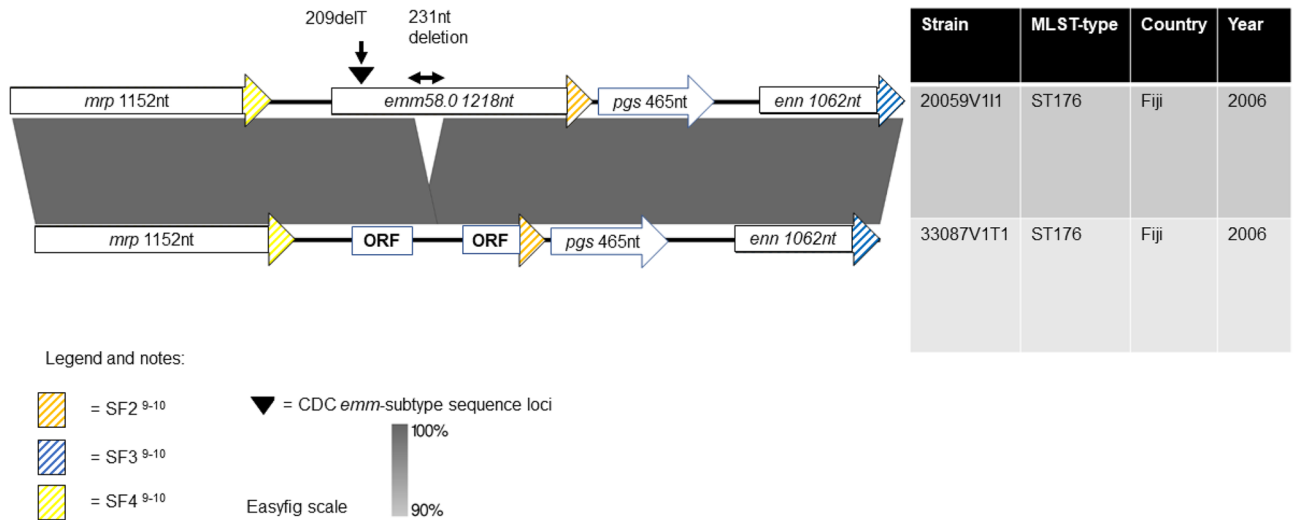 209delT
231nt
deletion
mrp 1152nt
emm58.0 1218nt
pgs 465nt
enn 1062nt
mrp 1152nt
ORF
ORF
pgs 465nt
enn 1062nt
Strain MLST-type Country Year
20059V1I1 ST176 Fiji 2006
33087V1T1 ST176 Fiji 2006
Legend and notes:
= SF2 9-10
= SF3 9-10
= SF4 9-10
= CDC emm-subtype sequence loci
100%
Easyfig scale
90%